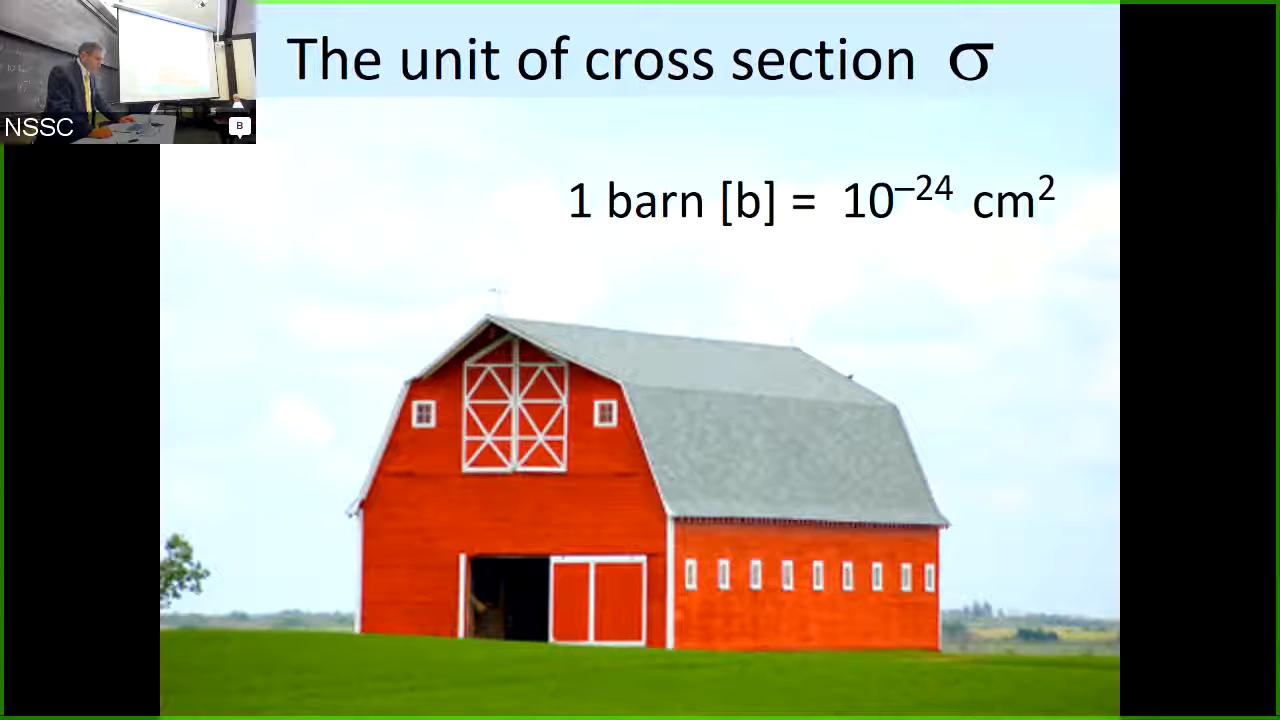 The unit of cross section σ
NSSC
B
1 barn [b] = 10⁻²⁴ cm²